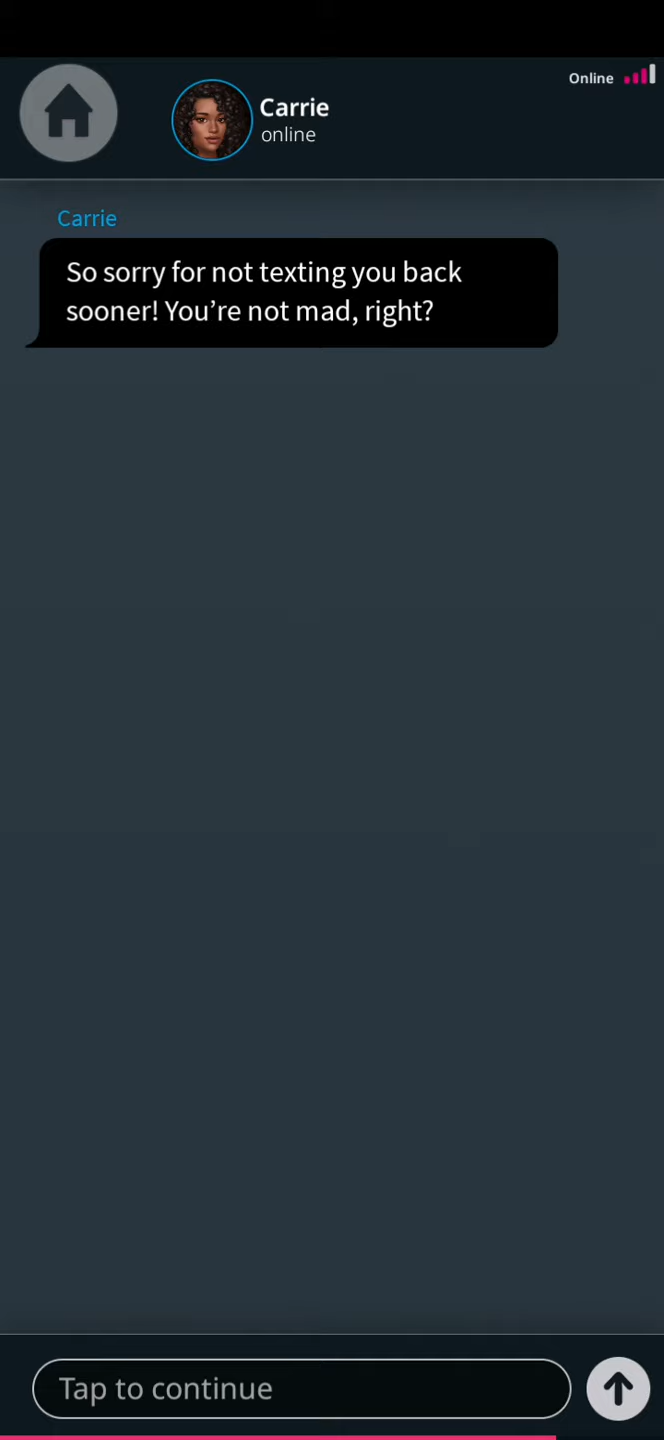 Online
Carrie
online
Carrie
So sorry for not texting you back
sooner! You’re not mad, right?
Tap to continue